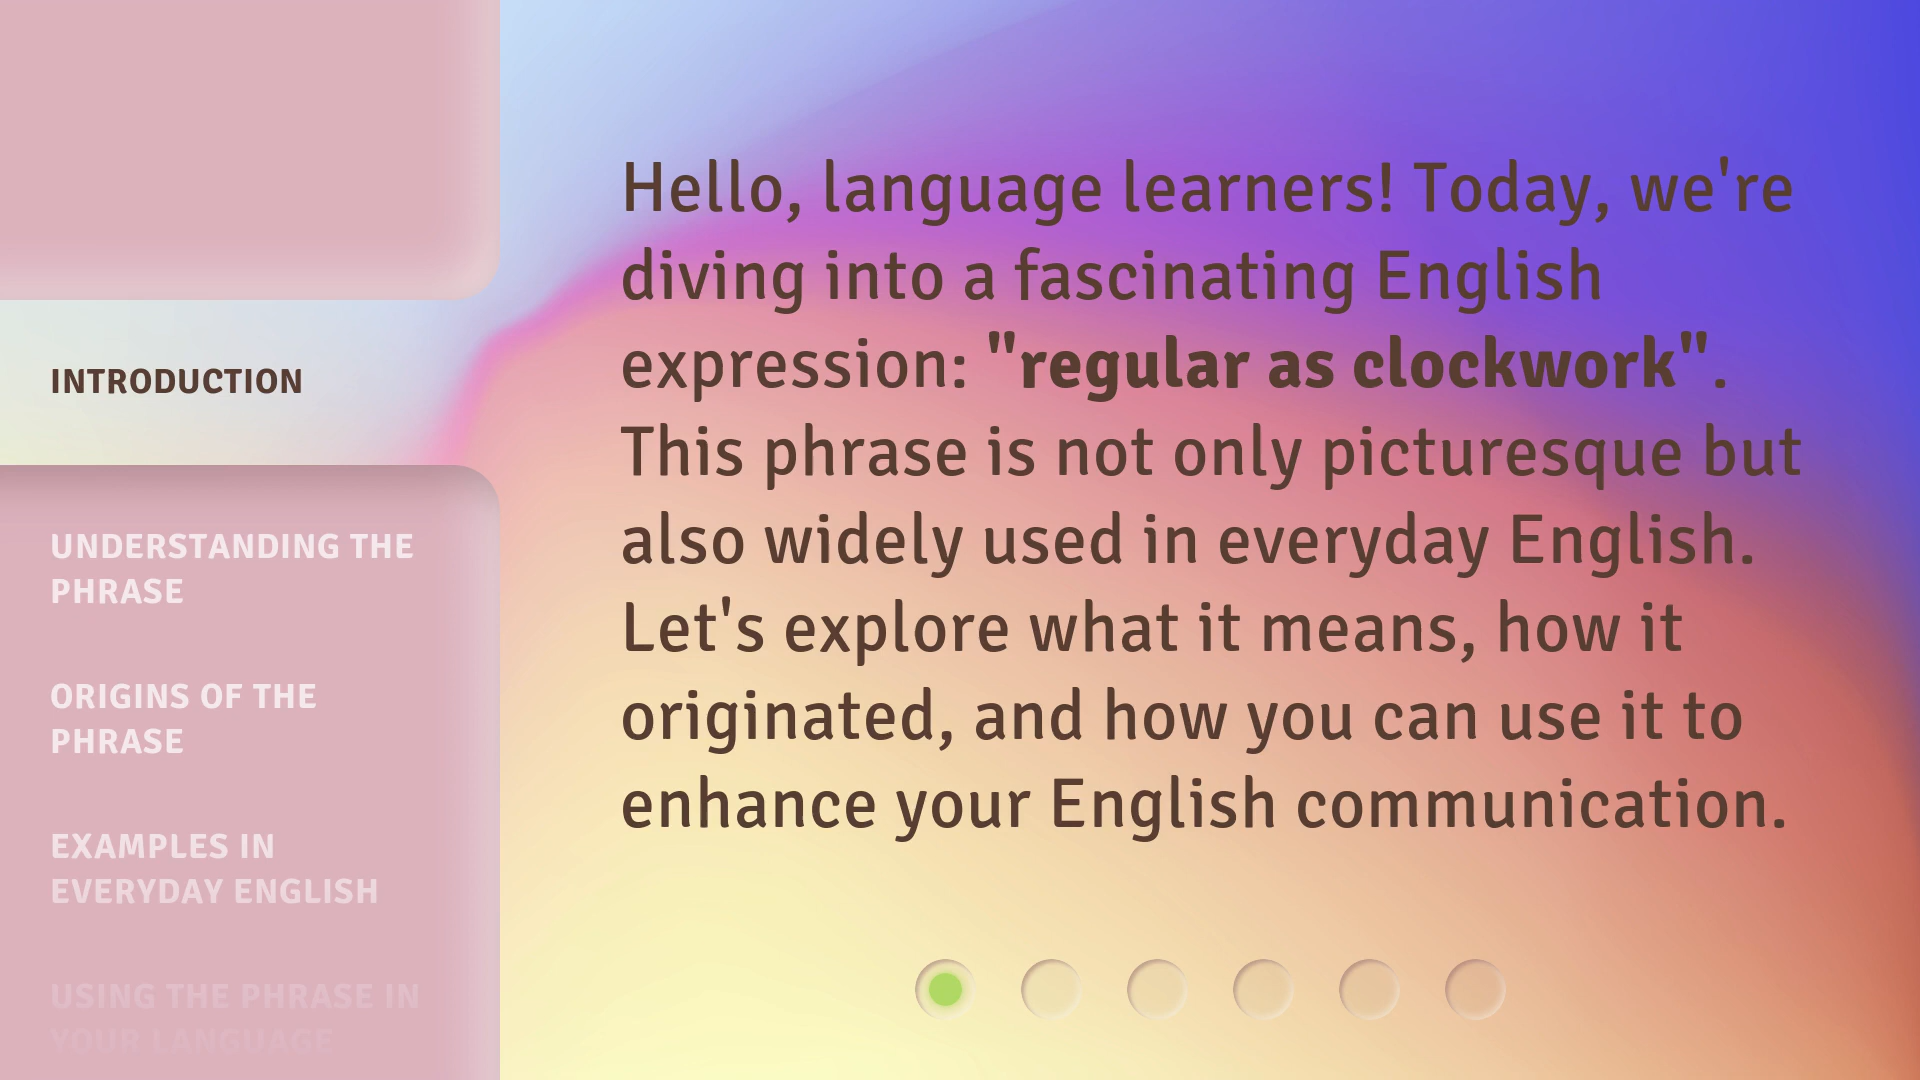 INTRODUCTION
UNDERSTANDING THE
PHRASE
ORIGINS OF THE
PHRASE
EXAMPLES IN
EVERYDAY ENGLISH
USING THE PHRASE IN
YOUR LANGUAGE
Hello, language learners! Today, we're
diving into a fascinating English
expression: "regular as clockwork".
This phrase is not only picturesque but
also widely used in everyday English.
Let's explore what it means, how it
originated, and how you can use it to
enhance your English communication.